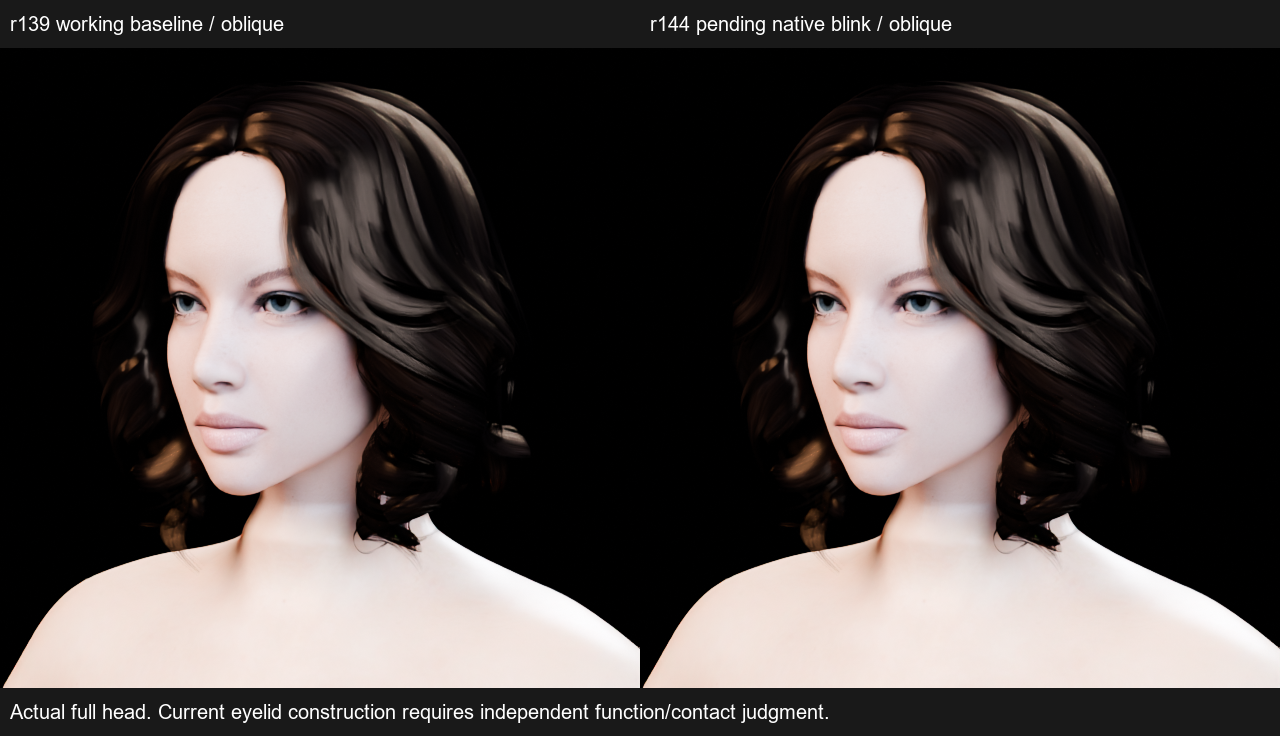 r139 working baseline / oblique
r144 pending native blink / oblique
Actual full head. Current eyelid construction requires independent function/contact judgment.